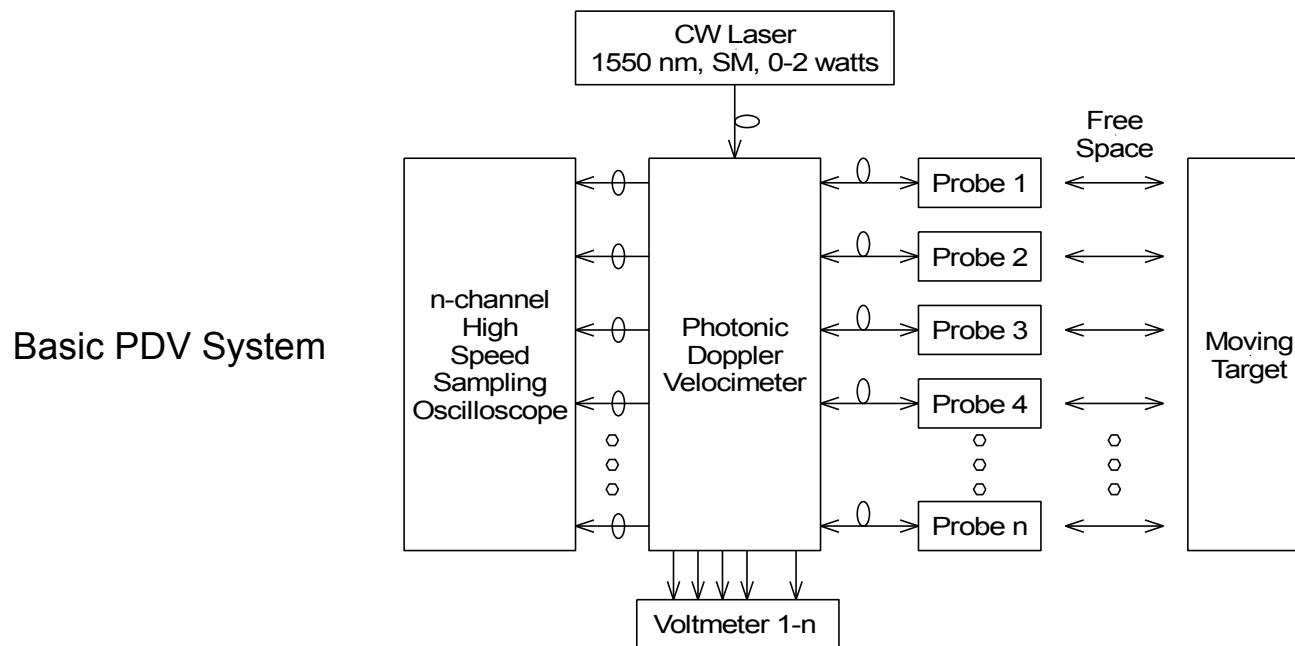 CW Laser
1550 nm, SM, 0-2 watts
Free
Space
Probe 1
Probe 2
Probe 3
Probe 4
Probe n
Basic PDV System
n-channel
High
Speed
Sampling
Oscilloscope
Photonic
Doppler
Velocimeter
Moving
Target
Voltmeter 1-n